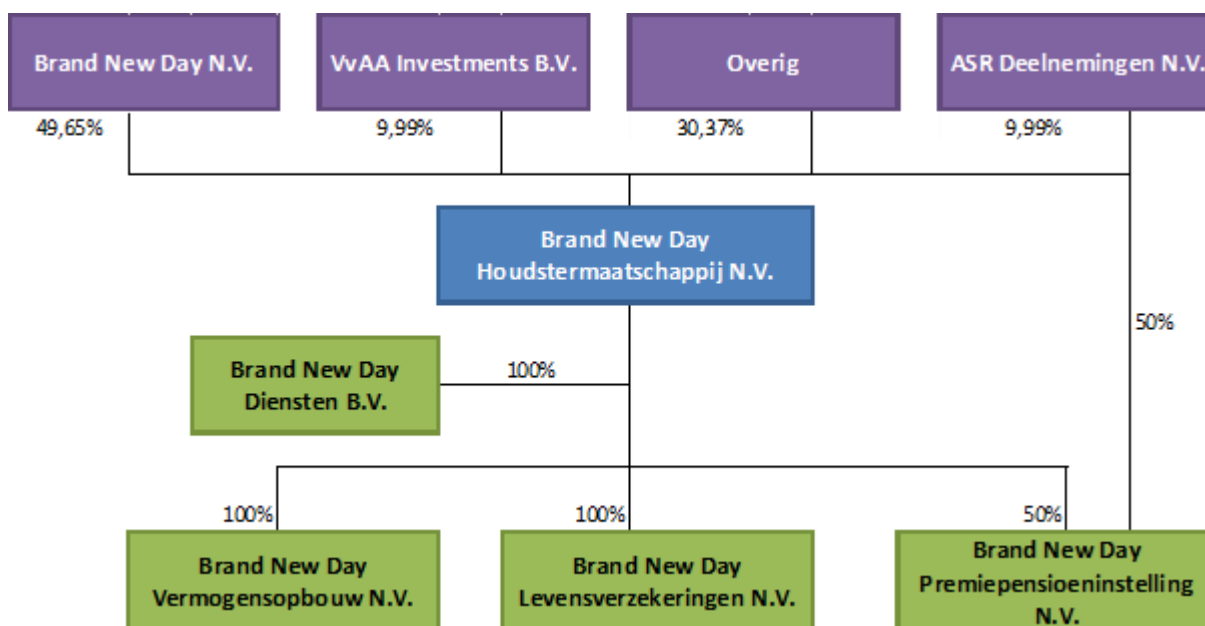 Brand New Day N.V.
VvAA Investments B.V.
Overig
ASR Deelnemingen N.V.
49,65%
9,99%
30,37%
9,99%
Brand New Day
Houdstermaatschappij N.V.
50%
Brand New Day
Diensten B.V.
100%
100%
100%
50%
Brand New Day
Vermogensopbouw N.V.
Brand New Day
Levensverzekeringen N.V.
Brand New Day
Premiepensioeninstelling
N.V.